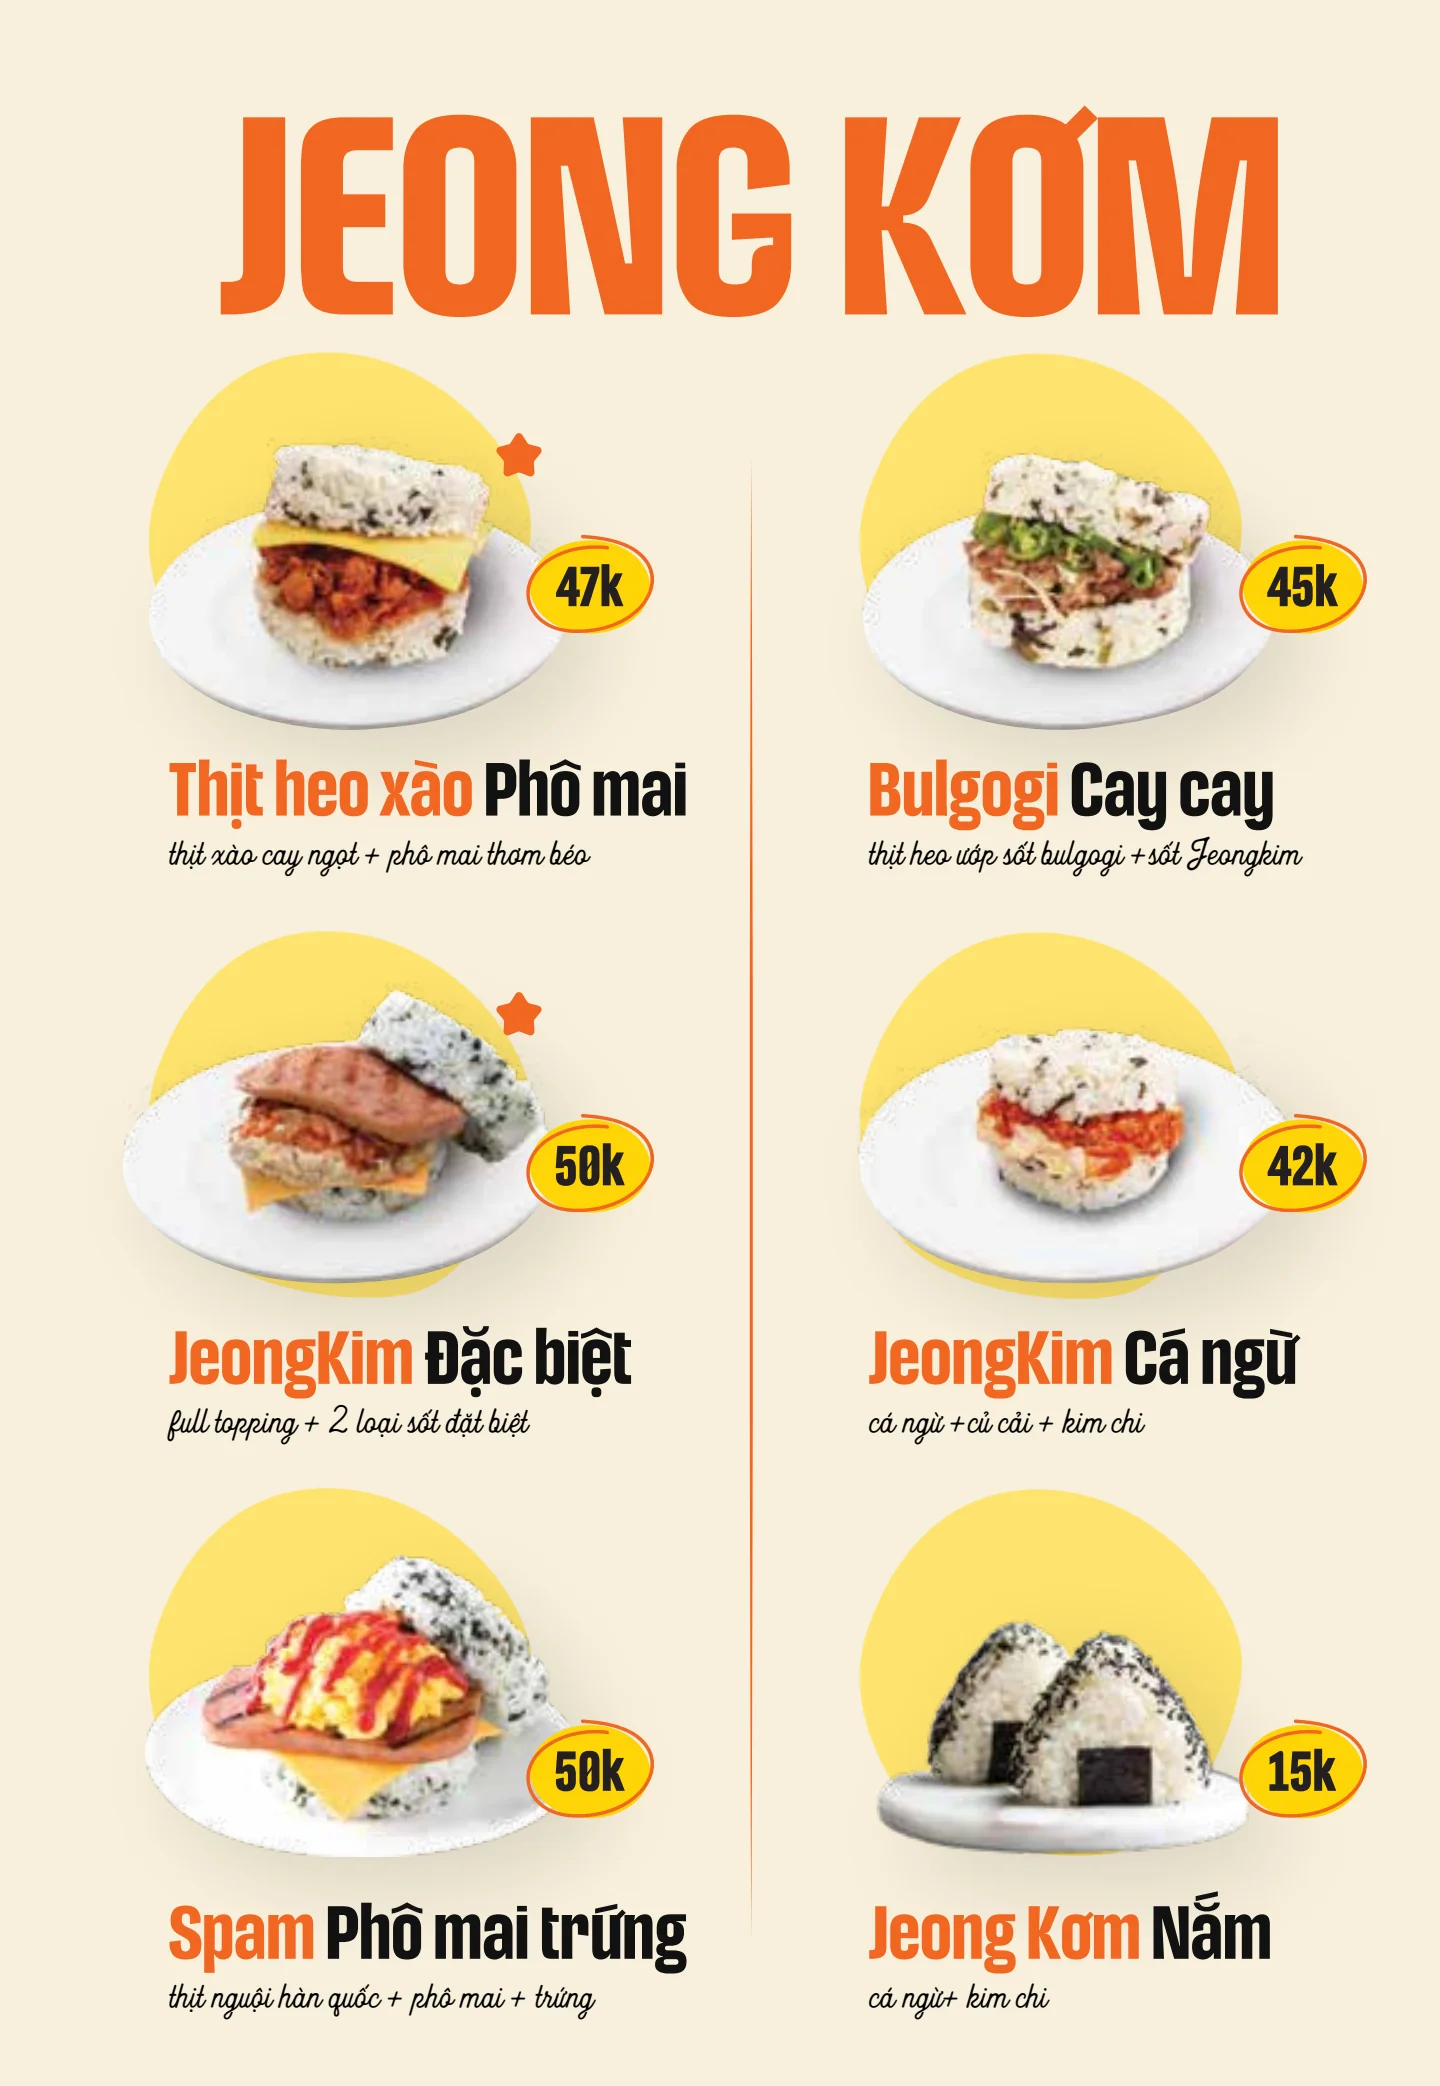 JEONG KƠM
47k
Thịt heo xào Phô mai
thịt xào cay ngọt + phô mai thơm béo
45k
Bulgogi Cay cay
thịt heo ướp sốt bulgogi +sốt Jeongkim
50k
JeongKim Đặc biệt
full topping + 2 loại sốt đặt biệt
42k
JeongKim Cá ngừ
cá ngừ +củ cải + kim chi
50k
Spam Phô mai trứng
thịt nguội hàn quốc + phô mai + trứng
15k
Jeong Kơm Nắm
cá ngừ+ kim chi